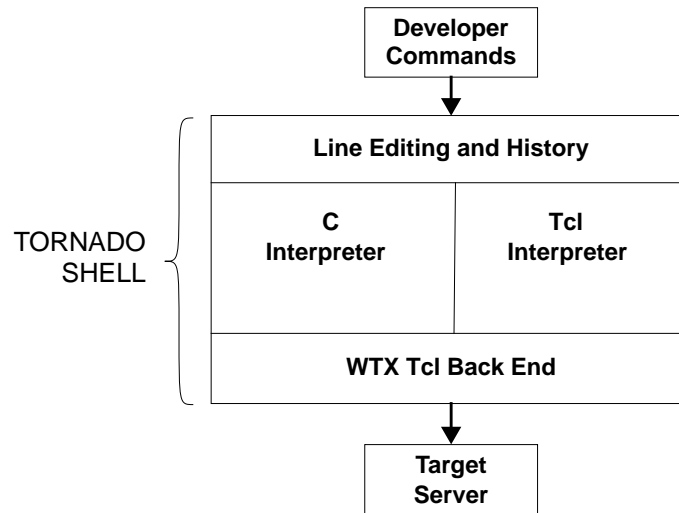 Developer
Commands
Line Editing and History
TORNADO
SHELL
C
Interpreter
Tcl
Interpreter
WTX Tcl Back End
Target
Server